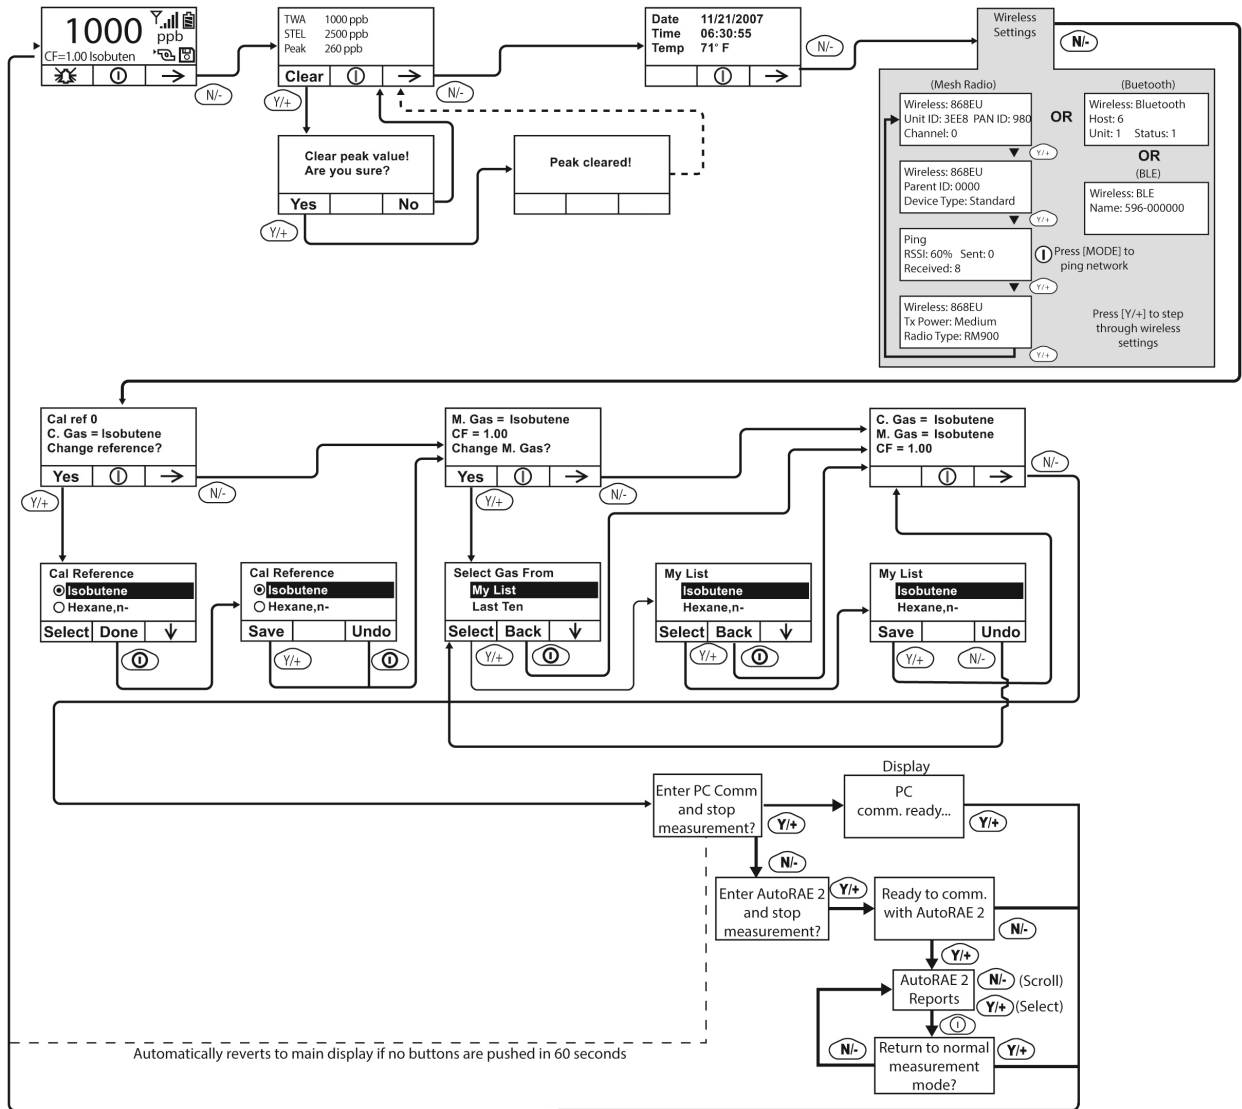 1000
ppb
CF=1.00 Isobuten
N/-
TWA 1000 ppb
STEL 2500 ppb
Peak 260 ppb
Clear
Y/+
N/-
Date 11/21/2007
Time 06:30:55
Temp 71° F
N/-
Wireless
Settings
N/-
Clear peak value!
Are you sure?
Yes No
Y/+
Peak cleared!
(Mesh Radio)
Wireless: 868EU
Unit ID: 3EE8 PAN ID: 980
Channel: 0
Y/+
Wireless: 868EU
Parent ID: 0000
Device Type: Standard
Y/+
Ping
RSSI: 60% Sent: 0
Received: 8
Y/+
Wireless: 868EU
Tx Power: Medium
Radio Type: RM900
Y/+
OR
(Buetooth)
Wireless: Bluetooth
Host: 6
Unit: 1 Status: 1
OR
(BLE)
Wireless: BLE
Name: 596-000000
Press [MODE] to
ping network
Press [Y/+] to step
through wireless
settings
Cal ref 0
C. Gas = Isobutene
Change reference?
Yes
Y/+
N/-
M. Gas = Isobutene
CF = 1.00
Change M. Gas?
Yes
Y/+
N/-
C. Gas = Isobutene
M. Gas = Isobutene
CF = 1.00
N/-
Cal Reference
Isobutene
Hexane,n-
Select Done
Cal Reference
Isobutene
Hexane,n-
Save Undo
Y/+
Select Gas From
My List
Last Ten
Select Back
Y/+
My List
Isobutene
Hexane,n-
Select Back
Y/+
My List
Isobutene
Hexane,n-
Save Undo
Y/+
N/-
Enter PC Comm
and stop
measurement?
Y/+
Display
PC
comm. ready...
Y/+
N/-
Enter AutoRAE 2
and stop
measurement?
Y/+
Ready to comm.
with AutoRAE 2
N/-
Y/+
AutoRAE 2
Reports
N/- (Scroll)
Y/+ (Select)
N/-
Return to normal
measurement
mode?
Y/+
Automatically reverts to main display if no buttons are pushed in 60 seconds